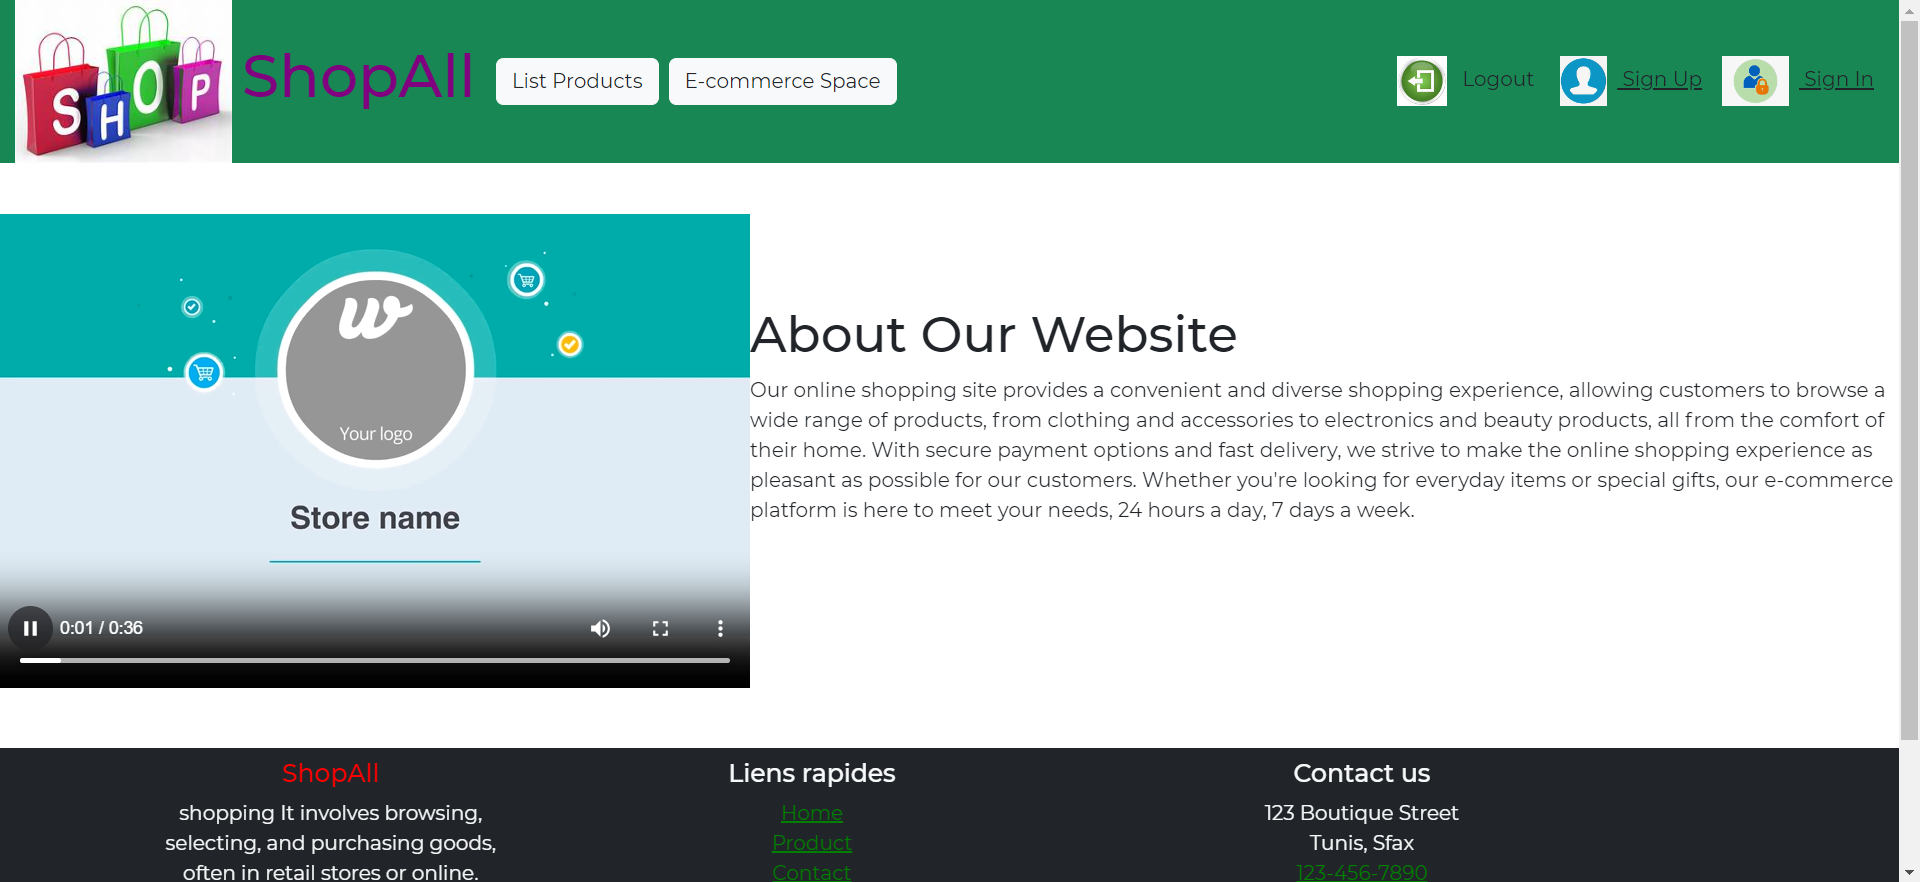 SHOP
ShopAll
List Products
E-commerce Space
Logout
Sign Up
Sign In
w
Your logo
Store name
0:01 / 0:36
About Our Website
Our online shopping site provides a convenient and diverse shopping experience, allowing customers to browse a
wide range of products, from clothing and accessories to electronics and beauty products, all from the comfort of
their home. With secure payment options and fast delivery, we strive to make the online shopping experience as
pleasant as possible for our customers. Whether you're looking for everyday items or special gifts, our e-commerce
platform is here to meet your needs, 24 hours a day, 7 days a week.
ShopAll
shopping It involves browsing,
selecting, and purchasing goods,
often in retail stores or online.
Liens rapides
Home
Product
Contact
Contact us
123 Boutique Street
Tunis, Sfax
123-456-7890